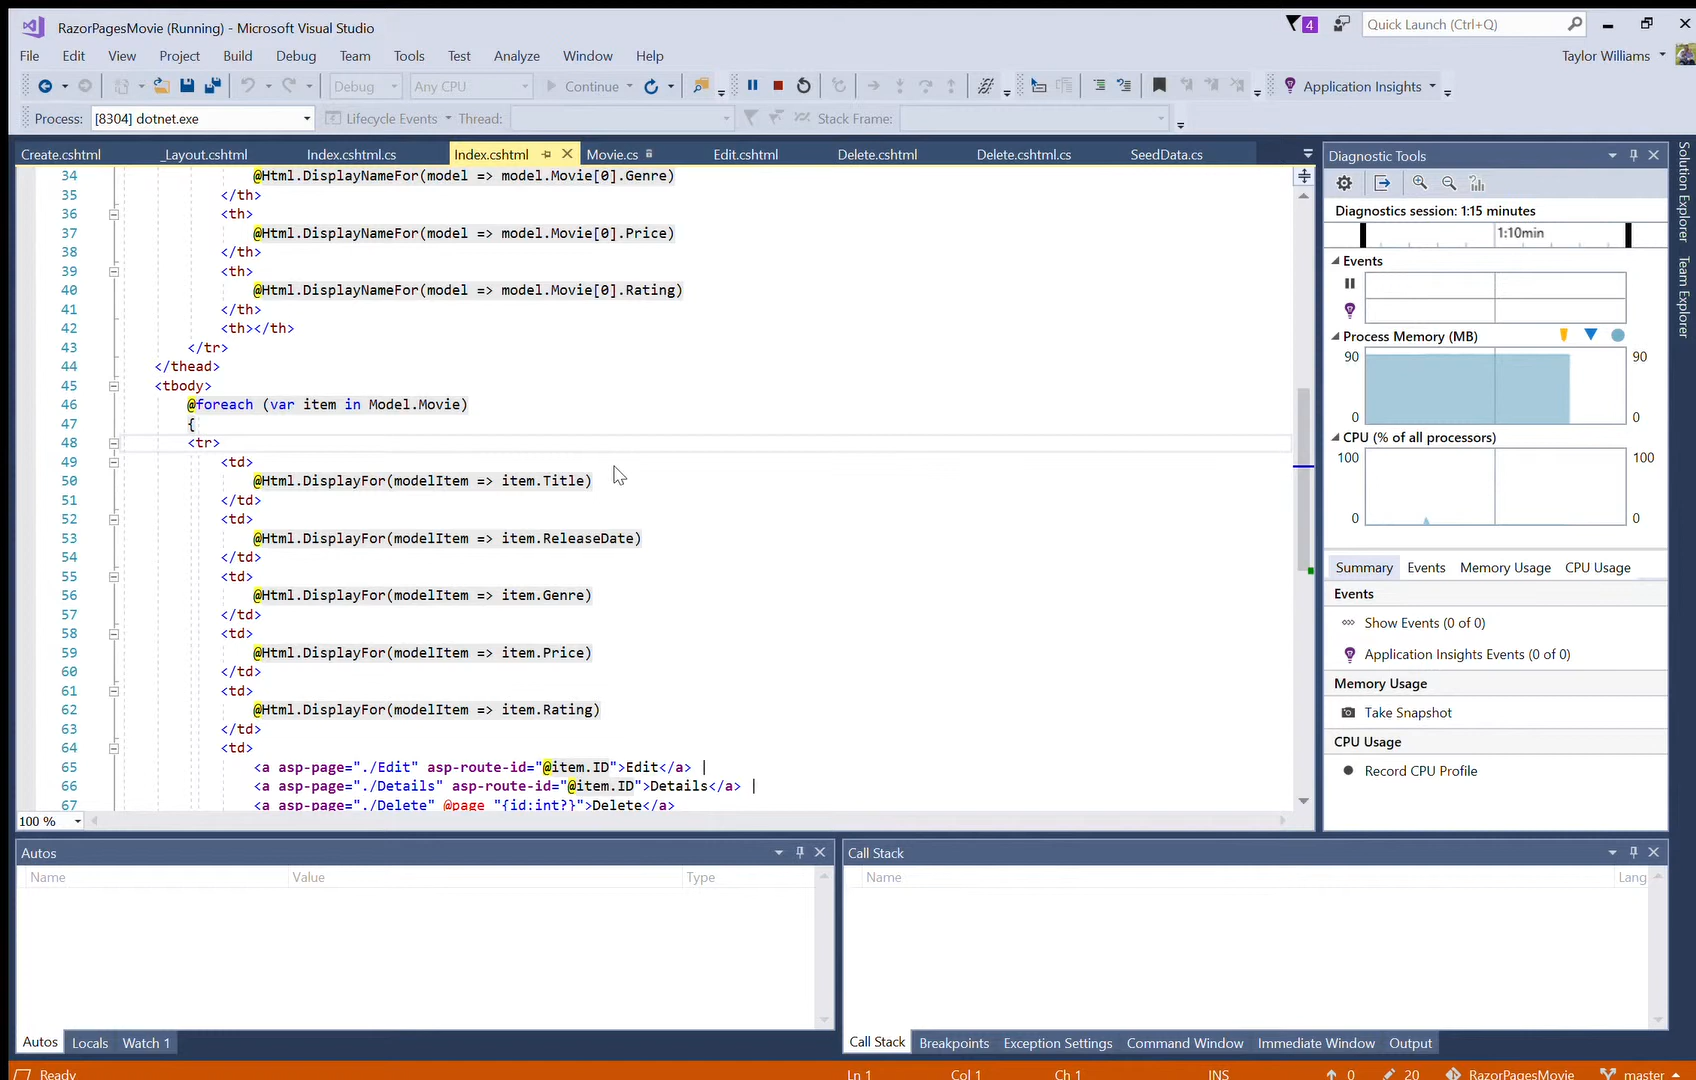 RazorPagesMovie (Running) - Microsoft Visual Studio
4
Quick Launch (Ctrl+Q)
File Edit View Project Build Debug Team Tools Test Analyze Window Help
Taylor Williams
Debug Any CPU Continue Application Insights
Process: [8304] dotnet.exe Lifecycle Events Thread: Stack Frame:
Create.cshtml _Layout.cshtml Index.cshtml.cs Index.cshtml Movie.cs Edit.cshtml Delete.cshtml Delete.cshtml.cs SeedData.cs
34 @Html.DisplayNameFor(model => model.Movie[0].Genre)
35 </th>
36 <th>
37 @Html.DisplayNameFor(model => model.Movie[0].Price)
38 </th>
39 <th>
40 @Html.DisplayNameFor(model => model.Movie[0].Rating)
41 </th>
42 <th></th>
43 </tr>
44 </thead>
45 <tbody>
46 @foreach (var item in Model.Movie)
47 {
48 <tr>
49 <td>
50 @Html.DisplayFor(modelItem => item.Title)
51 </td>
52 <td>
53 @Html.DisplayFor(modelItem => item.ReleaseDate)
54 </td>
55 <td>
56 @Html.DisplayFor(modelItem => item.Genre)
57 </td>
58 <td>
59 @Html.DisplayFor(modelItem => item.Price)
60 </td>
61 <td>
62 @Html.DisplayFor(modelItem => item.Rating)
63 </td>
64 <td>
65 <a asp-page="./Edit" asp-route-id="@item.ID">Edit</a> |
66 <a asp-page="./Details" asp-route-id="@item.ID">Details</a> |
67 <a asp-page="./Delete" @page "{id:int?}">Delete</a>
100 %
Diagnostic Tools
Diagnostics session: 1:15 minutes
1:10min
Events
Process Memory (MB)
90 90
0 0
CPU (% of all processors)
100 100
0 0
Summary Events Memory Usage CPU Usage
Events
Show Events (0 of 0)
Application Insights Events (0 of 0)
Memory Usage
Take Snapshot
CPU Usage
Record CPU Profile
Solution Explorer
Team Explorer
Autos
Name Value Type
Autos Locals Watch 1
Call Stack
Name Lang
Call Stack Breakpoints Exception Settings Command Window Immediate Window Output
Ready Ln 1 Col 1 Ch 1 INS 0 20 RazorPagesMovie master